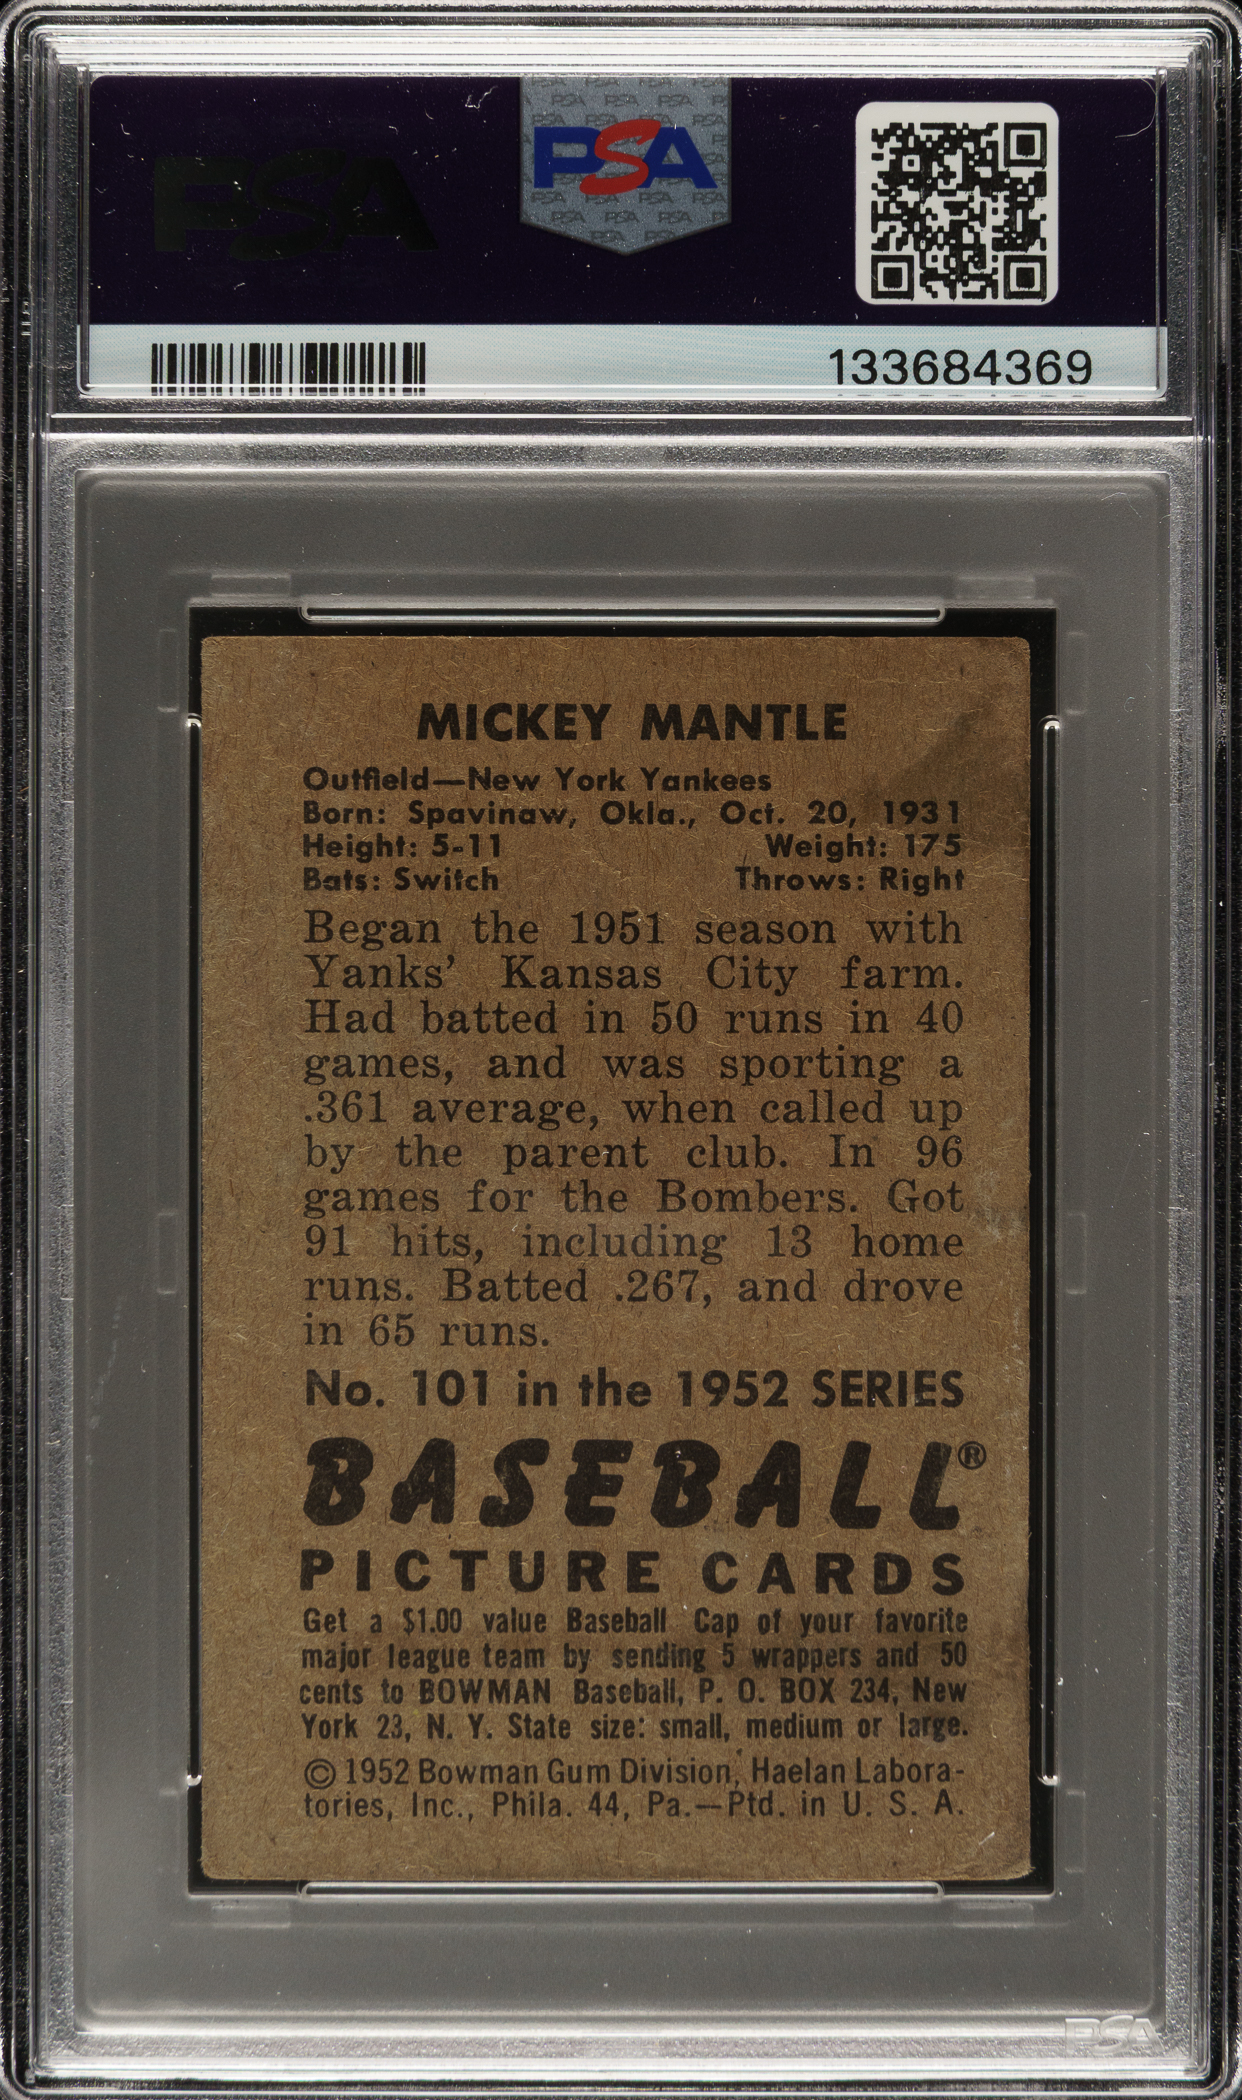 PSA
PSA
133684369
MICKEY MANTLE
Outfield—New York Yankees
Born: Spavinaw, Okla., Oct. 20, 1931
Height: 5-11 Weight: 175
Bats: Switch Throws: Right
Began the 1951 season with
Yanks’ Kansas City farm.
Had batted in 50 runs in 40
games, and was sporting a
.361 average, when called up
by the parent club. In 96
games for the Bombers. Got
91 hits, including 13 home
runs. Batted .267, and drove
in 65 runs.
No. 101 in the 1952 SERIES
BASEBALL®
PICTURE CARDS
Get a $1.00 value Baseball Cap of your favorite
major league team by sending 5 wrappers and 50
cents to BOWMAN Baseball, P. O. BOX 234, New
York 23, N. Y. State size: small, medium or large.
© 1952 Bowman Gum Division, Haelan Labora-
tories, Inc., Phila. 44, Pa.—Ptd. in U. S. A.
PSA